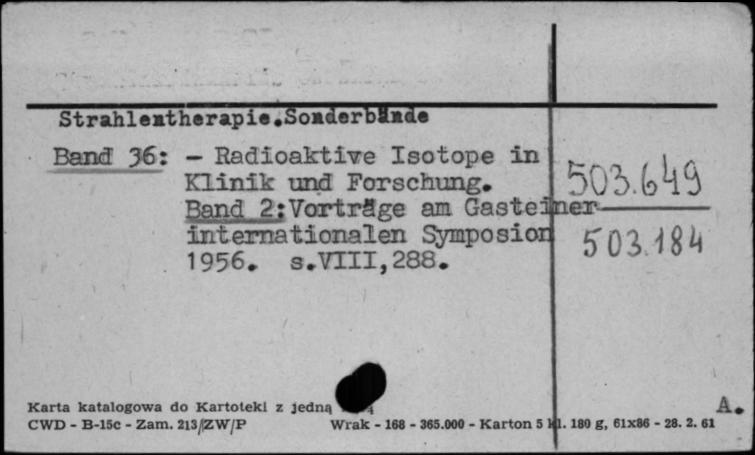 Strahlentherapie.Sonderbände
Band 36: - Radioaktive Isotope in
Klinik und Forschung.
Band 2:Vorträge am Gasteiner
internationalen Symposion
1956. s.VIII,288.
503.649
503.184
Karta katalogowa do Kartoteki z jedną
CWD - B-15c - Zam. 213/ZW/P
Wrak - 168 - 365.000 - Karton 5 kl. 180 g, 61x86 - 28. 2. 61
A.